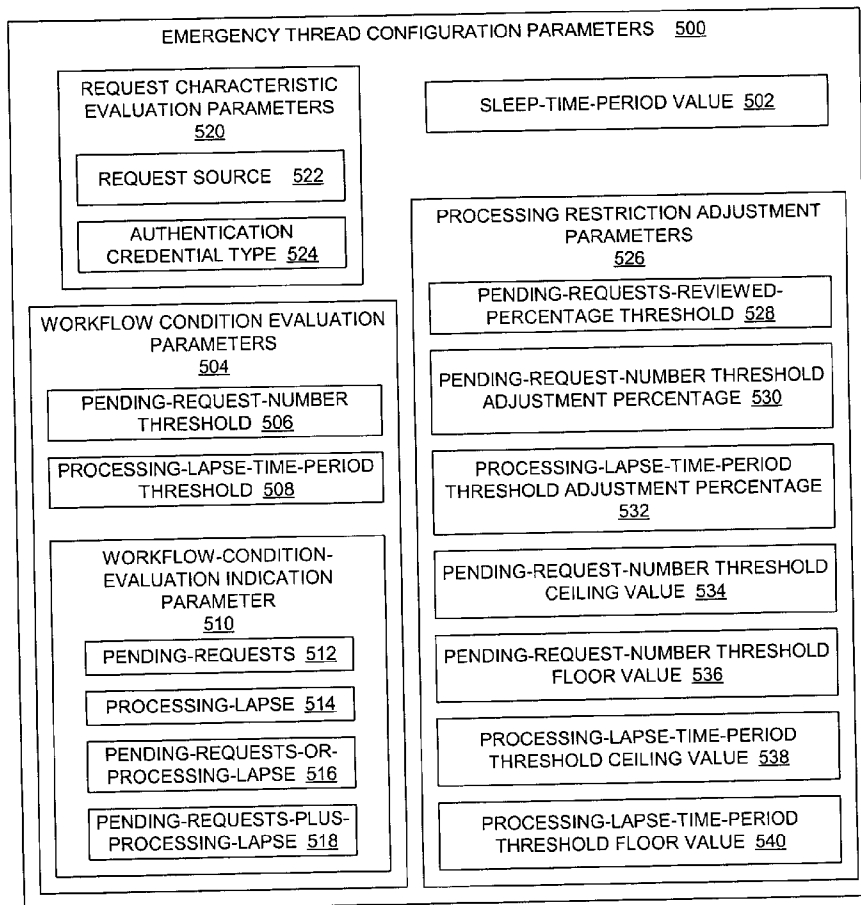 EMERGENCY THREAD CONFIGURATION PARAMETERS 500
REQUEST CHARACTERISTIC
EVALUATION PARAMETERS
520
REQUEST SOURCE 522
AUTHENTICATION
CREDENTIAL TYPE 524
SLEEP-TIME-PERIOD VALUE 502
WORKFLOW CONDITION EVALUATION
PARAMETERS
504
PENDING-REQUEST-NUMBER
THRESHOLD 506
PROCESSING-LAPSE-TIME-PERIOD
THRESHOLD 508
WORKFLOW-CONDITION-
EVALUATION INDICATION
PARAMETER
510
PENDING-REQUESTS 512
PROCESSING-LAPSE 514
PENDING-REQUESTS-OR-
PROCESSING-LAPSE 516
PENDING-REQUESTS-PLUS-
PROCESSING-LAPSE 518
PROCESSING RESTRICTION ADJUSTMENT
PARAMETERS
526
PENDING-REQUESTS-REVIEWED-
PERCENTAGE THRESHOLD 528
PENDING-REQUEST-NUMBER THRESHOLD
ADJUSTMENT PERCENTAGE 530
PROCESSING-LAPSE-TIME-PERIOD
THRESHOLD ADJUSTMENT PERCENTAGE
532
PENDING-REQUEST-NUMBER THRESHOLD
CEILING VALUE 534
PENDING-REQUEST-NUMBER THRESHOLD
FLOOR VALUE 536
PROCESSING-LAPSE-TIME-PERIOD
THRESHOLD CEILING VALUE 538
PROCESSING-LAPSE-TIME-PERIOD
THRESHOLD FLOOR VALUE 540